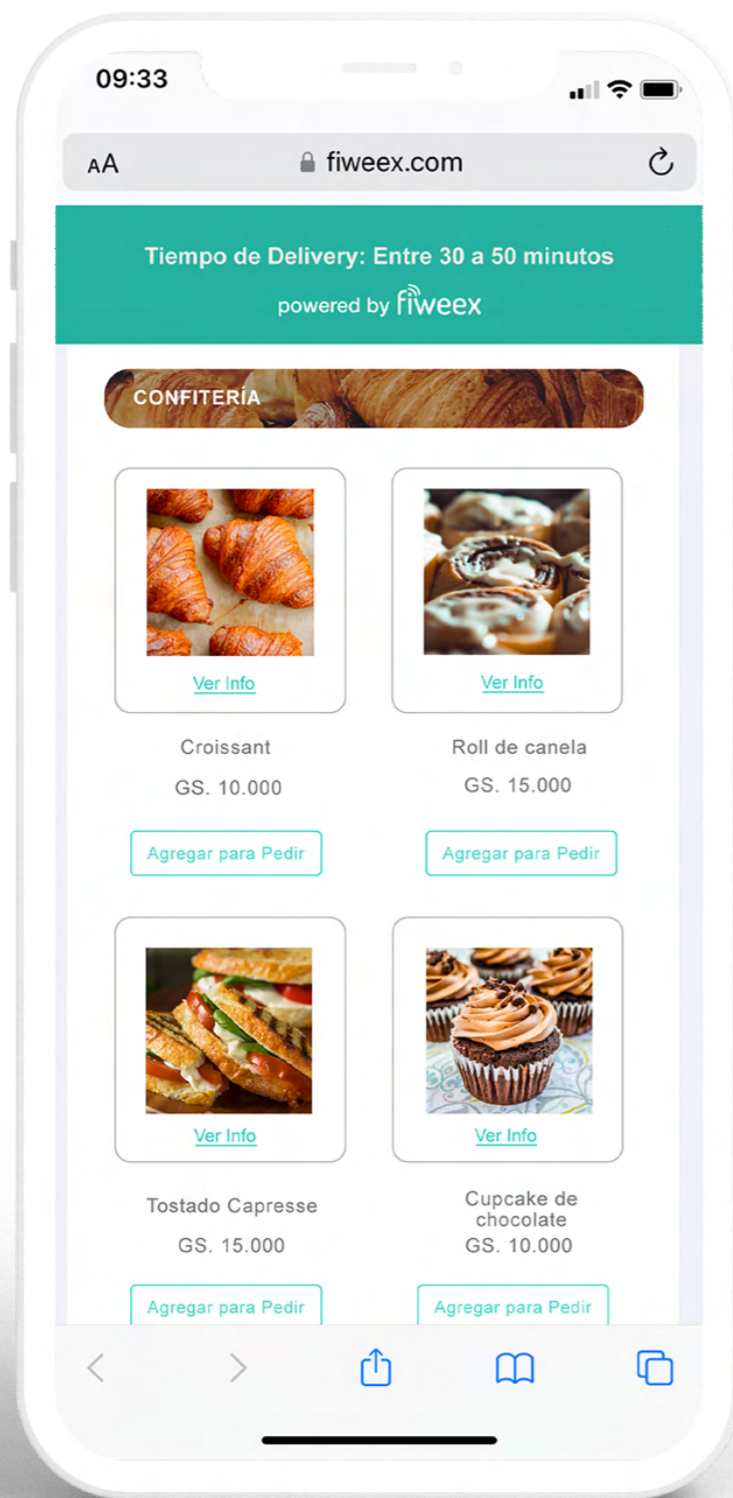 09:33
AA fiweex.com
Tiempo de Delivery: Entre 30 a 50 minutos
powered by fiweex
CONFITERÍA
Ver Info
Ver Info
Croissant
Roll de canela
GS. 10.000
GS. 15.000
Agregar para Pedir
Agregar para Pedir
Ver Info
Ver Info
Tostado Capresse
Cupcake de
chocolate
GS. 15.000
GS. 10.000
Agregar para Pedir
Agregar para Pedir